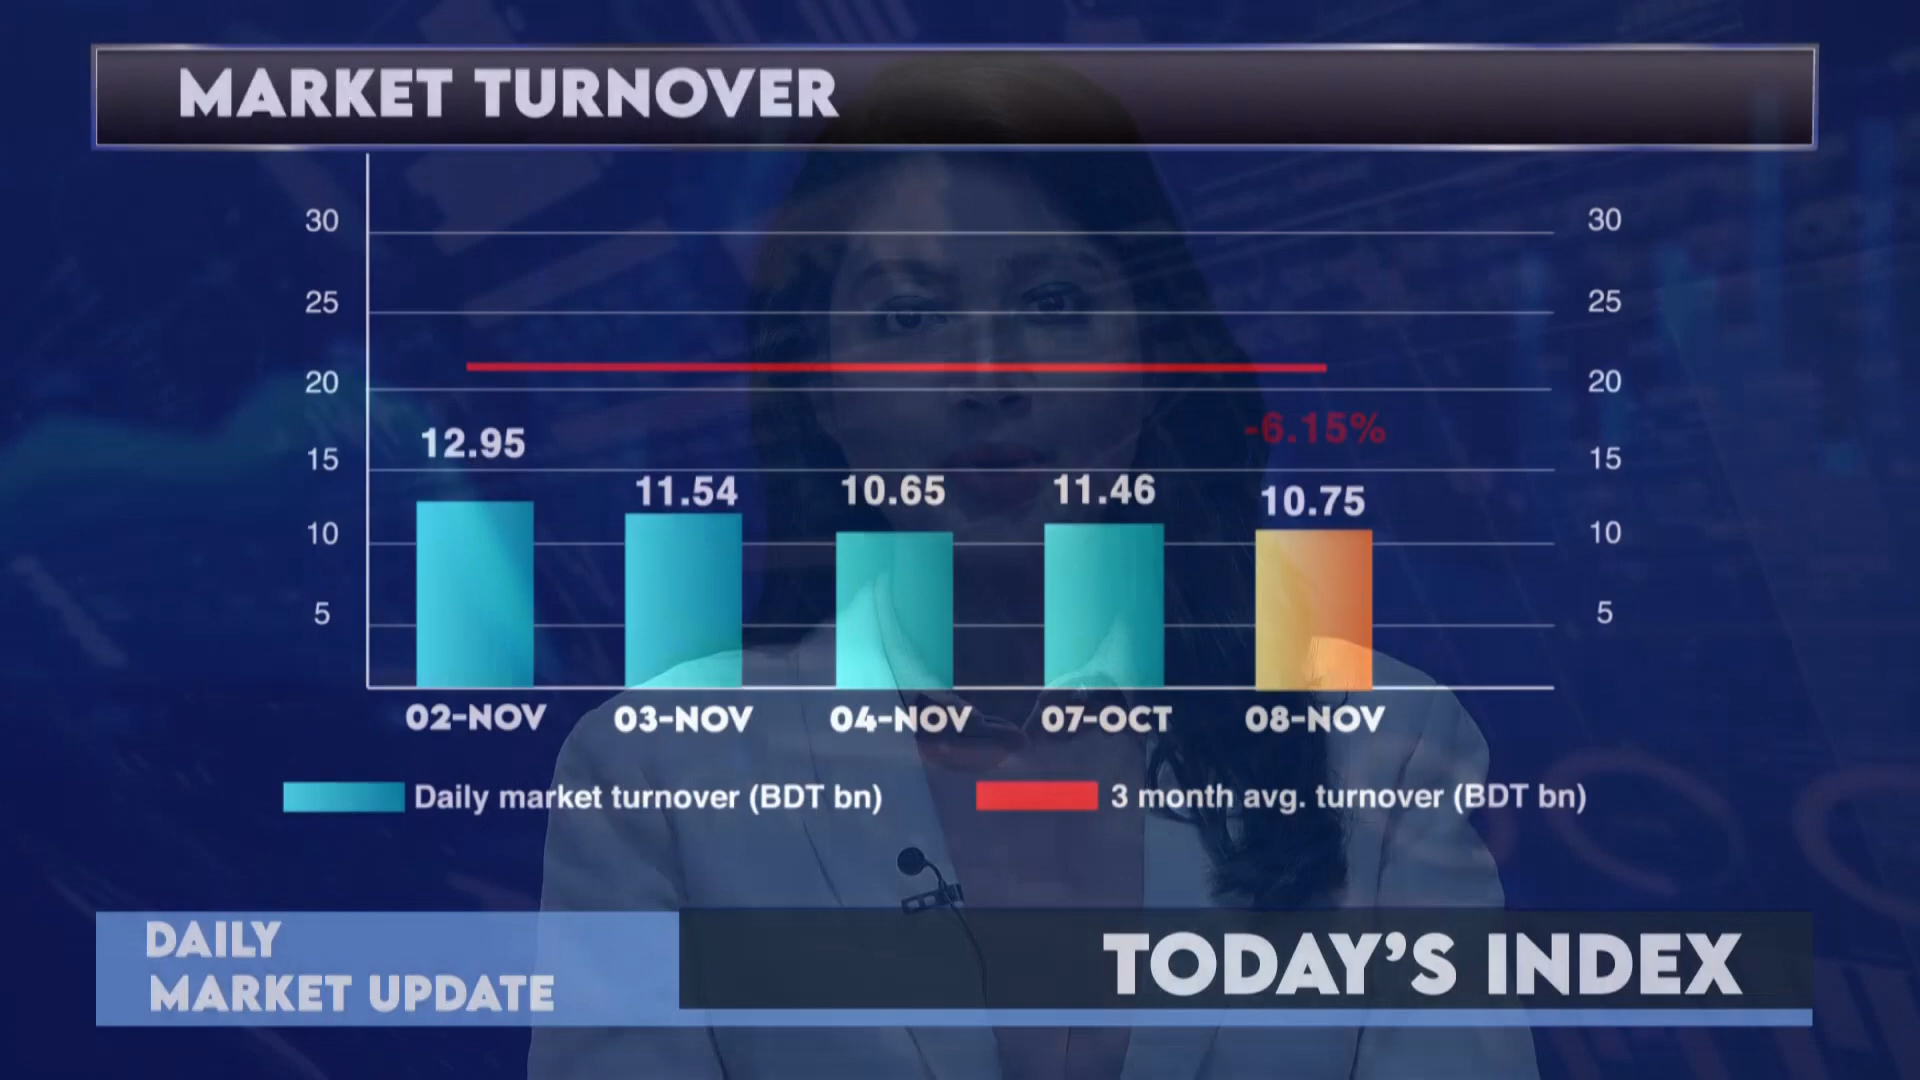 MARKET TURNOVER
30 30
25 25
20 20
-6.15%
12.95
15 15
11.54 10.65 11.46 10.75
10 10
5 5
02-NOV 03-NOV 04-NOV 07-OCT 08-NOV
Daily market turnover (BDT bn) 3 month avg. turnover (BDT bn)
DAILY
MARKET UPDATE
TODAY'S INDEX